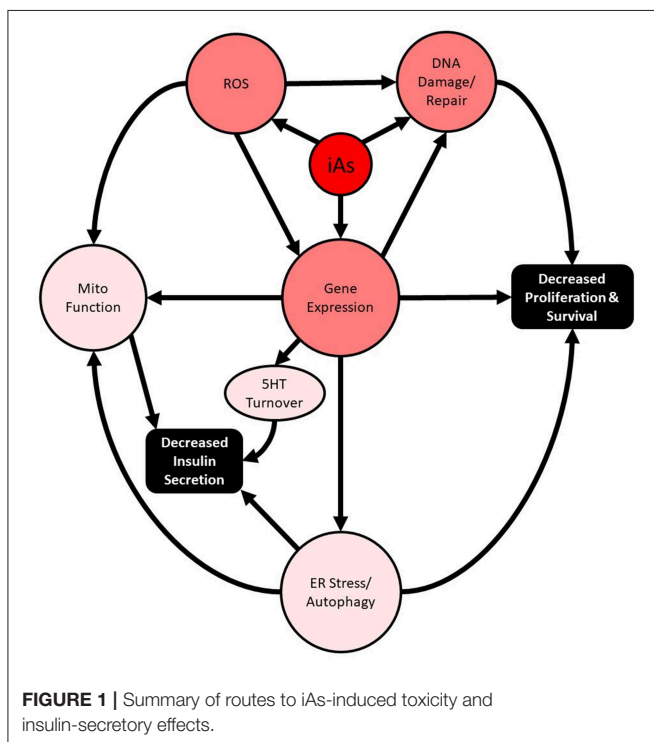 ROS
DNA
Damage/
Repair
iAs
Mito
Function
Gene
Expression
Decreased
Proliferation &
Survival
5HT
Turnover
Decreased
Insulin
Secretion
ER Stress/
Autophagy
FIGURE 1 | Summary of routes to iAs-induced toxicity and
insulin-secretory effects.